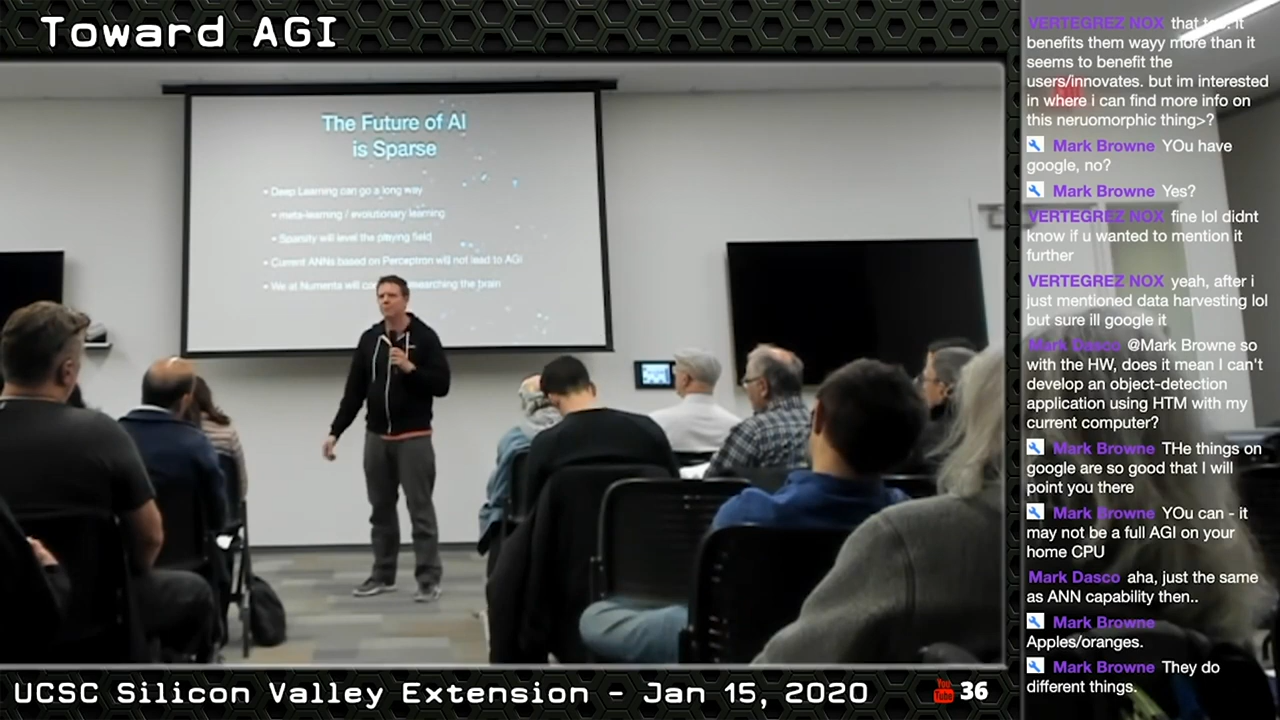 Toward AGI
The Future of AI
is Sparse
• Deep Learning can go a long way
• meta-learning / evolutionary learning
• Sparsity will level the playing field
• Current ANNs based on Perceptron will not lead to AGI
• We at Numenta will researching the brain
UCSC Silicon Valley Extension - Jan 15, 2020
You Tube 36
VERTEGREZ NOX that too. it
benefits them wayy more than it
seems to benefit the
users/innovates. but im interested
in where i can find more info on
this neruomorphic thing>?
Mark Browne YOu have
google, no?
Mark Browne Yes?
VERTEGREZ NOX fine lol didnt
know if u wanted to mention it
further
VERTEGREZ NOX yeah, after i
just mentioned data harvesting lol
but sure ill google it
Mark Dasco @Mark Browne so
with the HW, does it mean I can't
develop an object-detection
application using HTM with my
current computer?
Mark Browne THe things on
google are so good that I will
point you there
Mark Browne YOu can - it
may not be a full AGI on your
home CPU
Mark Dasco aha, just the same
as ANN capability then..
Mark Browne
Apples/oranges.
Mark Browne They do
different things.